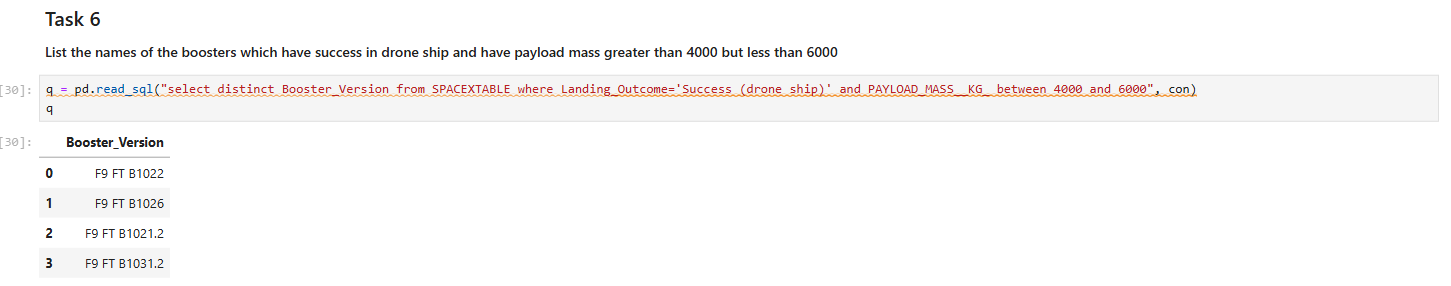 Task 6
List the names of the boosters which have success in drone ship and have payload mass greater than 4000 but less than 6000
[30]: q = pd.read_sql("select distinct Booster_Version from SPACEXTABLE where Landing_Outcome='Success (drone ship)' and PAYLOAD_MASS__KG_ between 4000 and 6000", con)
q
[30]: Booster_Version
0 F9 FT B1022
1 F9 FT B1026
2 F9 FT B1021.2
3 F9 FT B1031.2